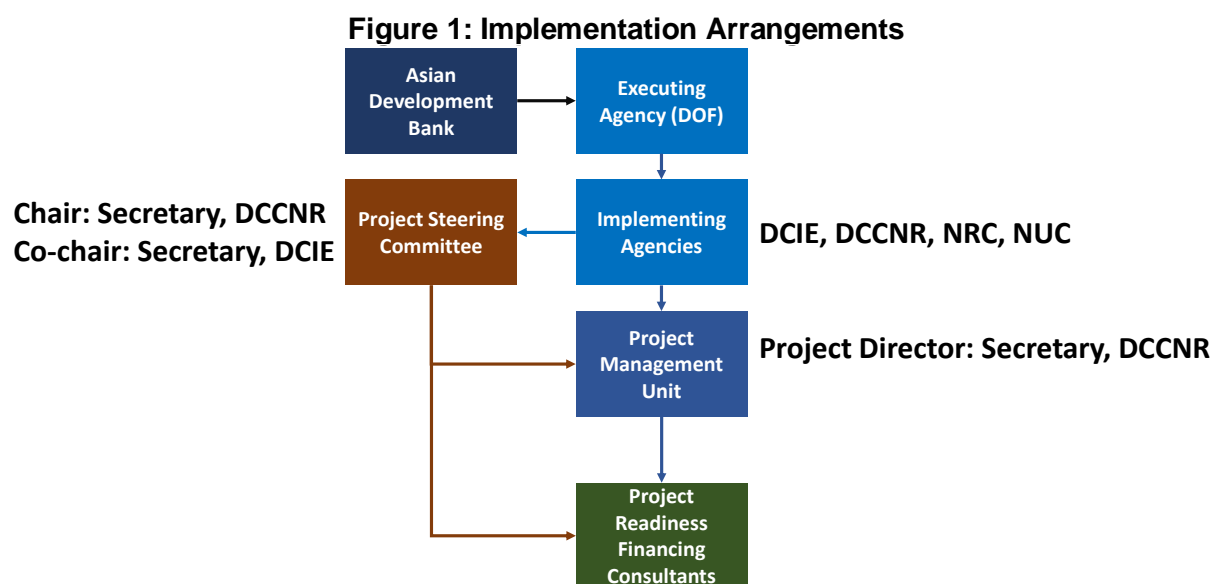 Figure 1: Implementation Arrangements
Asian
Development
Bank
Executing
Agency (DOF)
Chair: Secretary, DCCNR
Co-chair: Secretary, DCIE
Project Steering
Committee
Implementing
Agencies
DCIE, DCCNR, NRC, NUC
Project
Management
Unit
Project Director: Secretary, DCCNR
Project
Readiness
Financing
Consultants